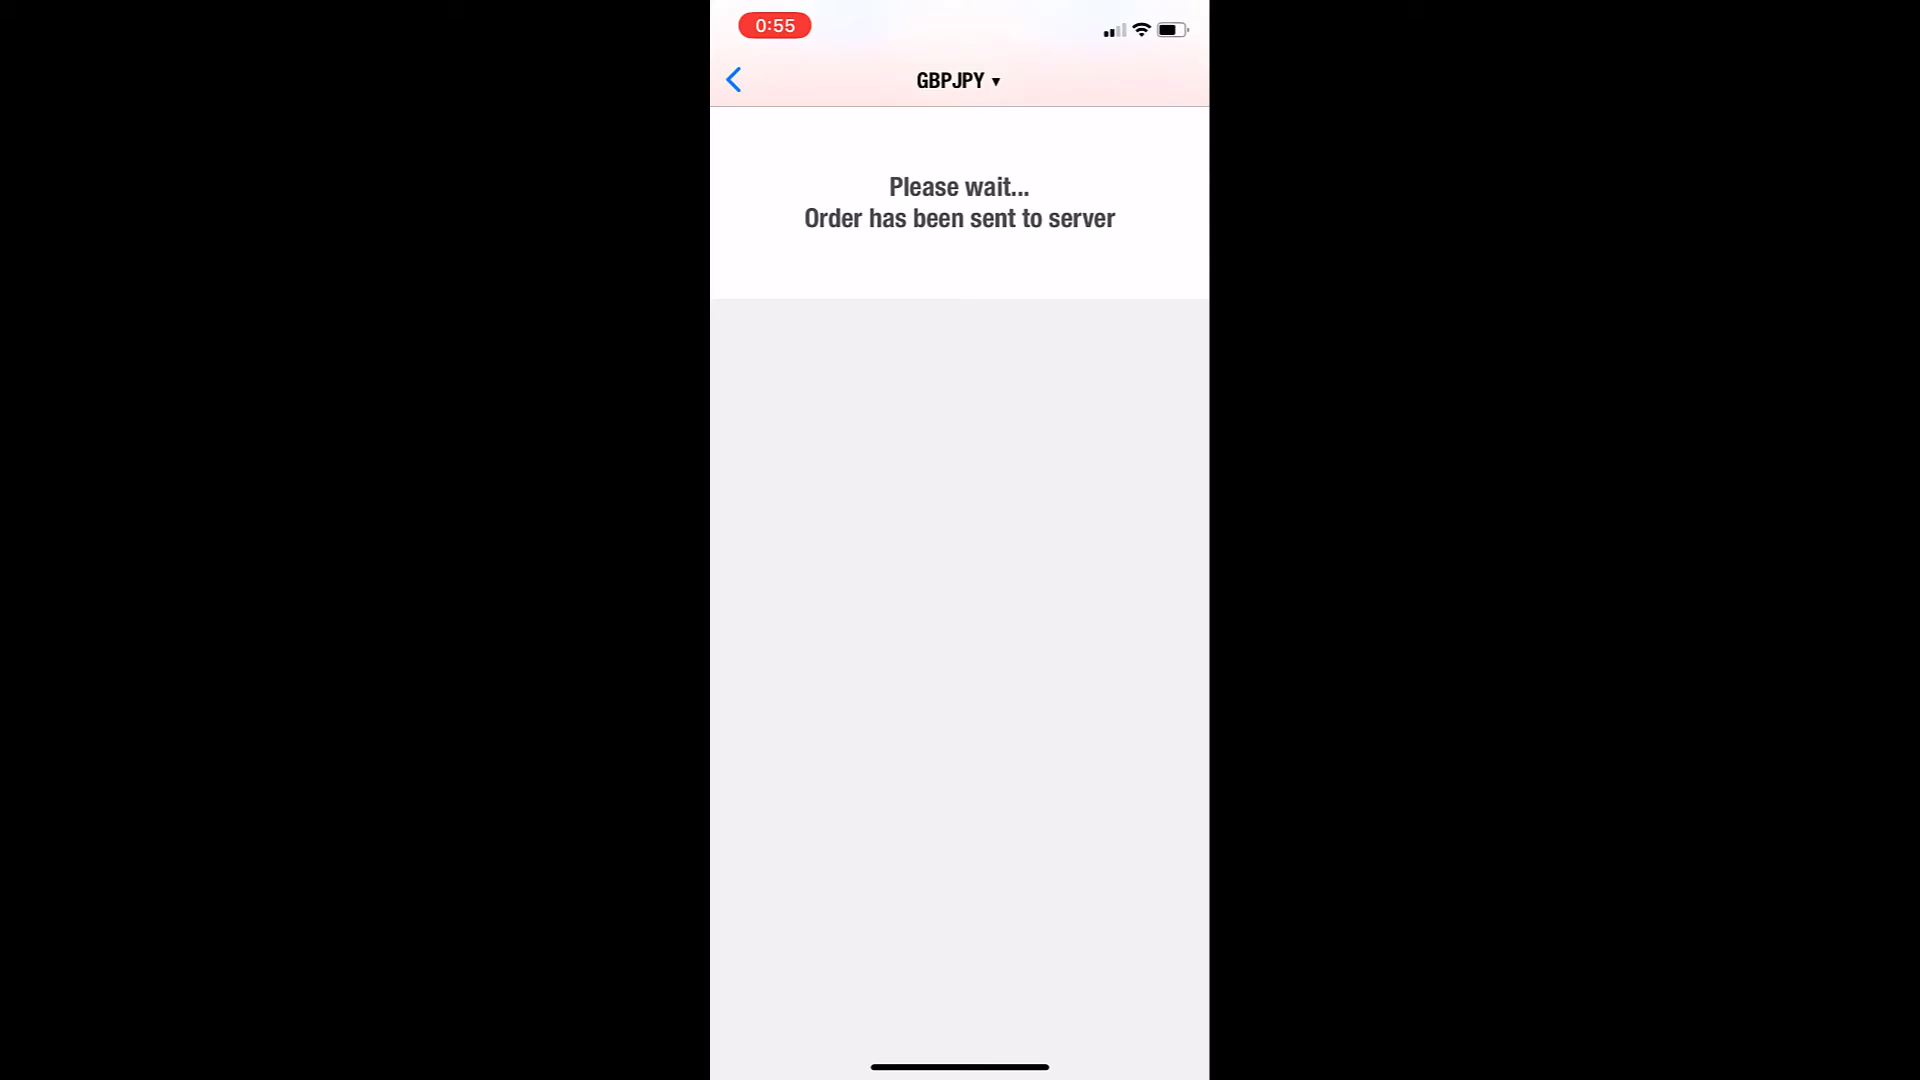 0:55
GBPJPY ▾
Please wait...
Order has been sent to server